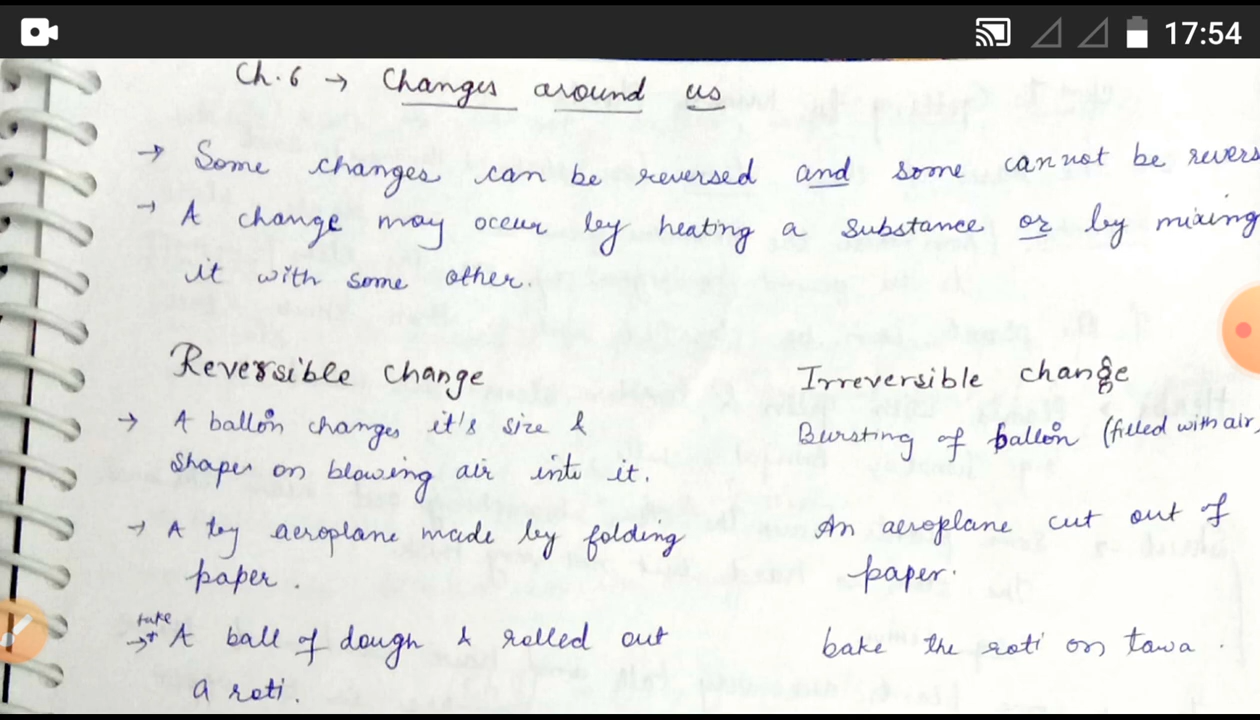 17:54
Ch.6 → Changes around us
→ Some changes can be reversed and some cannot be revers
→ A change may occur by heating a substance or by mixing
it with some other.
Reversible change
Irreversible change
→ A ballon changes it's size &
Bursting of ballon (filled with air)
shapes on blowing air into it.
→ A toy aeroplane made by folding
An aeroplane cut out of
paper.
paper.
take
→ A ball of dough & rolled out
bake the roti on tawa.
a roti.